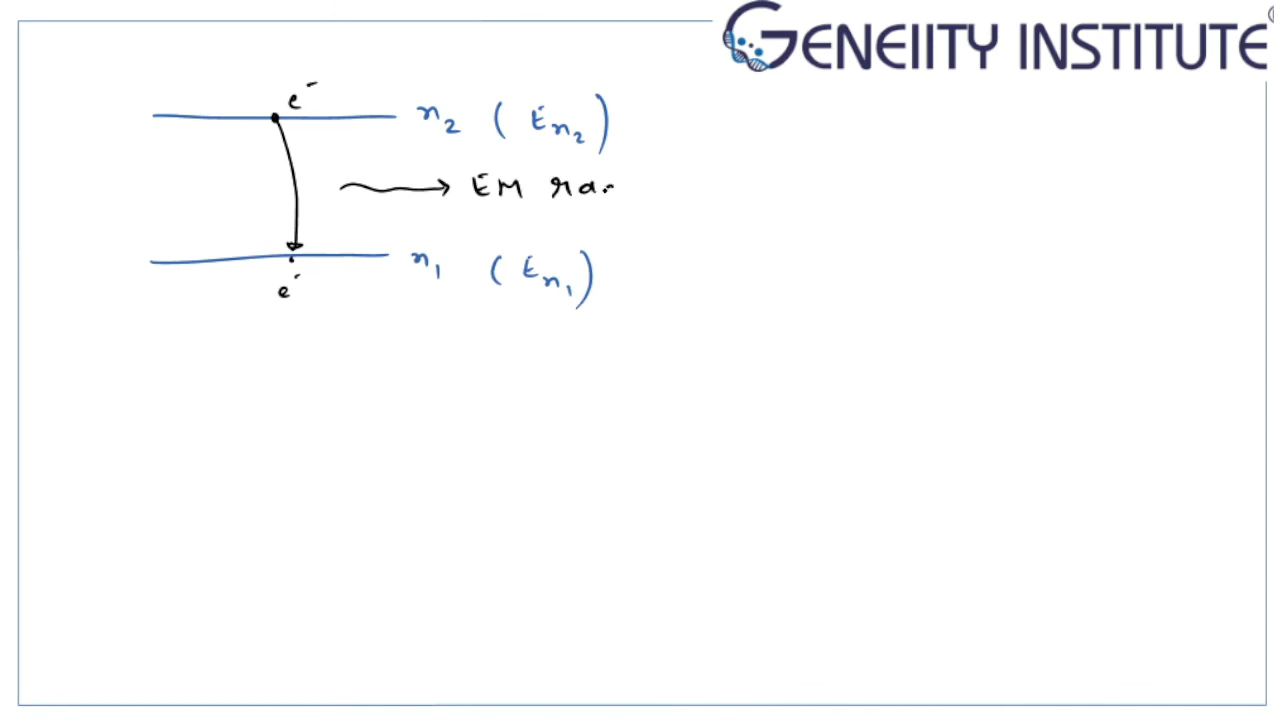 GENEIITY INSTITUTE
e⁻
n₂ (Eₙ₂)
EM ra
n₁ (Eₙ₁)
e⁻